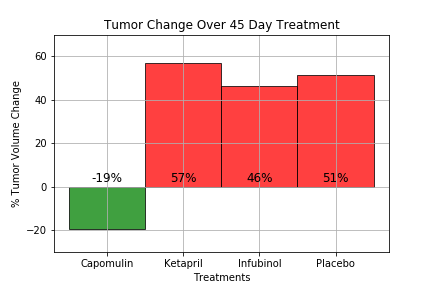 Tumor Change Over 45 Day Treatment
% Tumor Volume Change
60
40
20
0
−20
-19%
57%
46%
51%
Capomulin
Ketapril
Infubinol
Placebo
Treatments